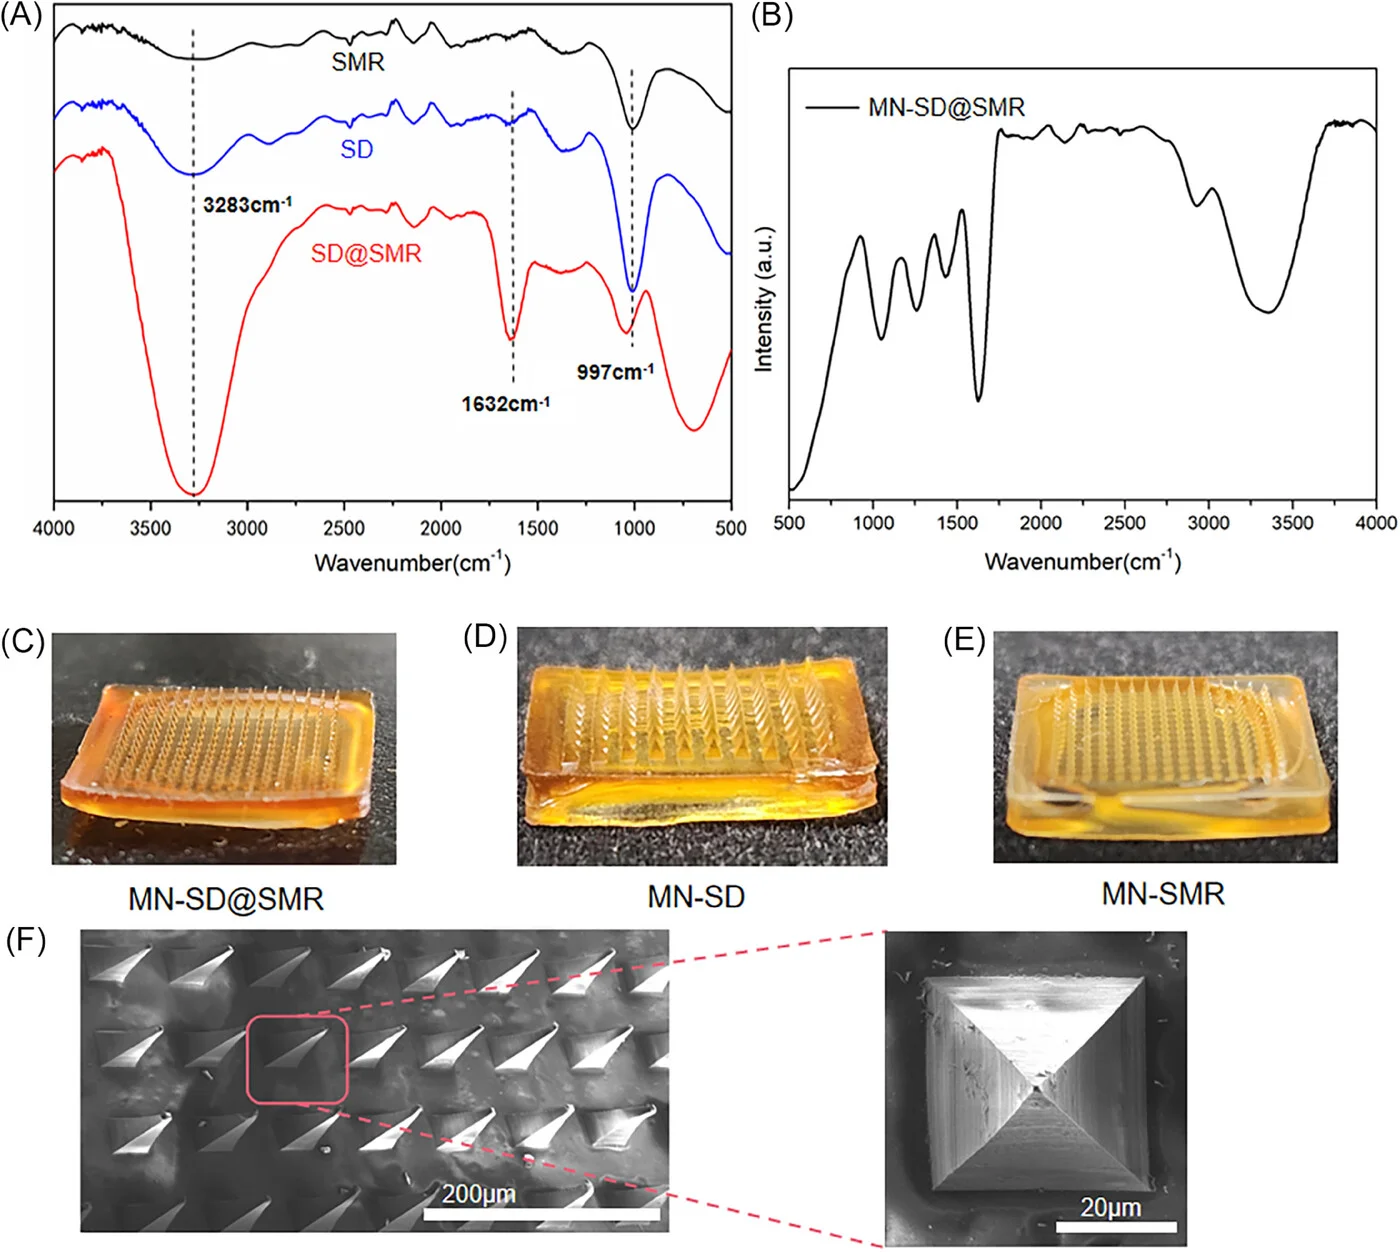 (A)
SMR
SD
3283cm-1
SD@SMR
997cm-1
1632cm-1
4000 3500 3000 2500 2000 1500 1000 500
Wavenumber(cm-1)
(B)
MN-SD@SMR
Intensity (a.u.)
500 1000 1500 2000 2500 3000 3500 4000
Wavenumber(cm-1)
(C)
MN-SD@SMR
(D)
MN-SD
(E)
MN-SMR
(F)
200μm
20μm